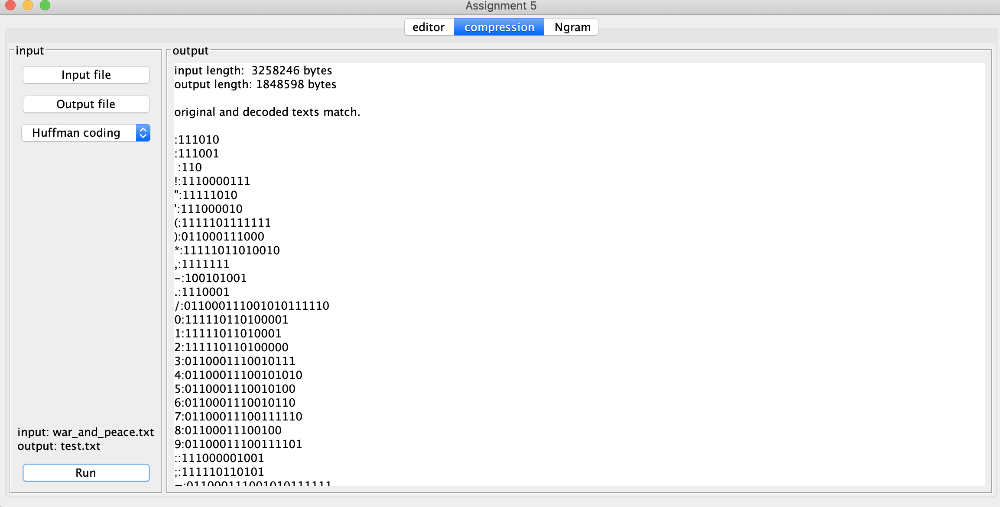 Assignment 5
editor compression Ngram
input
Input file
Output file
Huffman coding
input: war_and_peace.txt
output: test.txt
Run
output
input length:  3258246 bytes
output length: 1848598 bytes
original and decoded texts match.
:111010
:111001
 :110
!:1110000111
":11111010
':111000010
(:1111101111111
):011000111000
*:11111011010010
,:1111111
-:100101001
.:1110001
/:011000111001010111110
0:111110110100001
1:11111011010001
2:111110110100000
3:0110001110010111
4:01100011100101010
5:0110001110010100
6:0110001110010110
7:01100011100111110
8:01100011100100
9:01100011100111101
::111000001001
;:111110110101